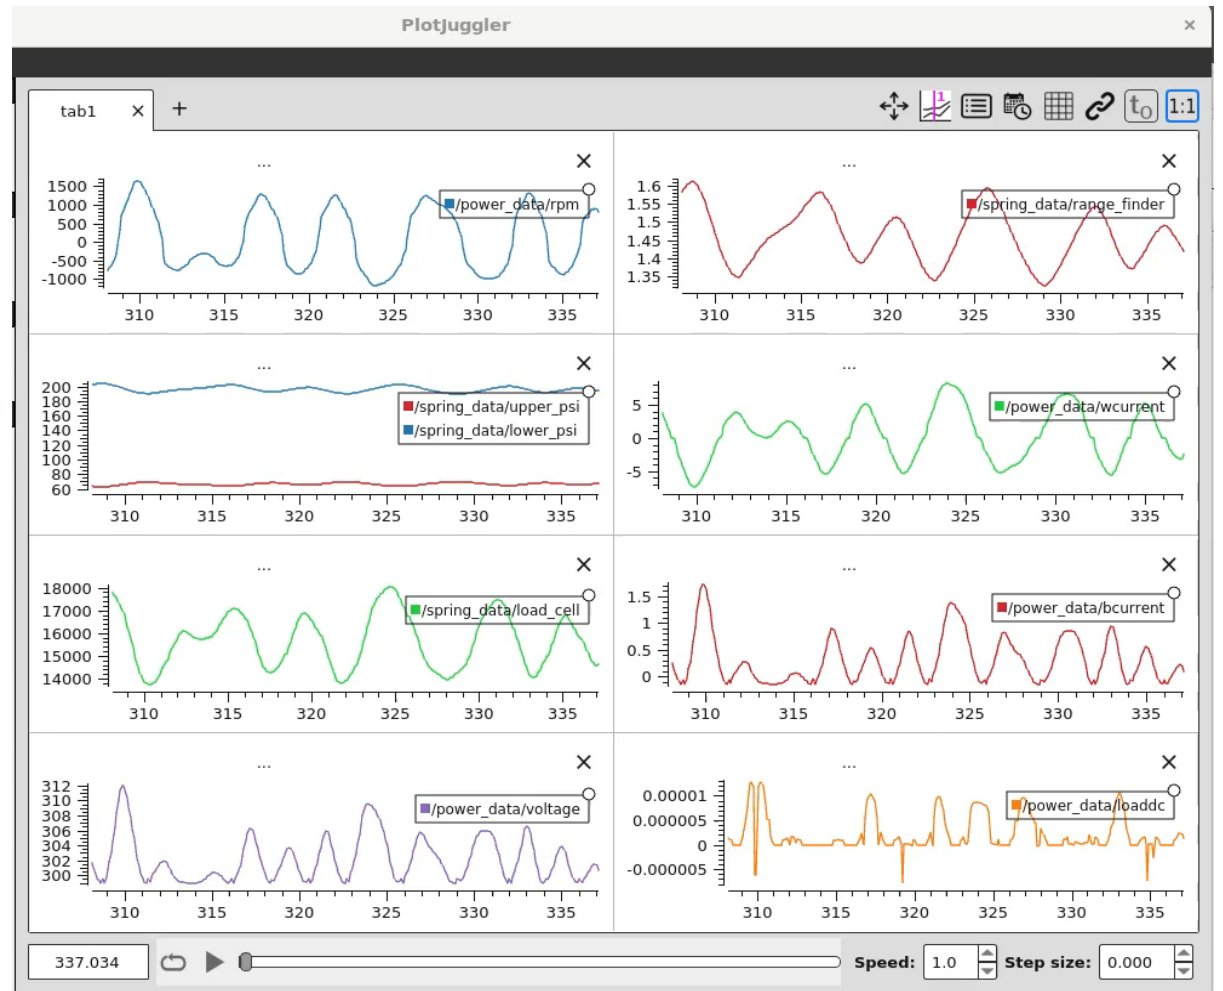 PlotJuggler ×
tab1 × +
1 t0 1:1
... ×
1500
1000
500
0
-500
-1000
/power_data/rpm
310 315 320 325 330 335
... ×
1.6
1.55
1.5
1.45
1.4
1.35
/spring_data/range_finder
310 315 320 325 330 335
... ×
200
180
160
140
120
100
80
60
/spring_data/upper_psi
/spring_data/lower_psi
310 315 320 325 330 335
... ×
5
0
-5
/power_data/wcurrent
310 315 320 325 330 335
... ×
18000
17000
16000
15000
14000
/spring_data/load_cell
310 315 320 325 330 335
... ×
1.5
1
0.5
0
/power_data/bcurrent
310 315 320 325 330 335
... ×
312
310
308
306
304
302
300
/power_data/voltage
310 315 320 325 330 335
... ×
0.00001
0.000005
0
-0.000005
/power_data/loaddc
310 315 320 325 330 335
337.034 Speed: 1.0 Step size: 0.000